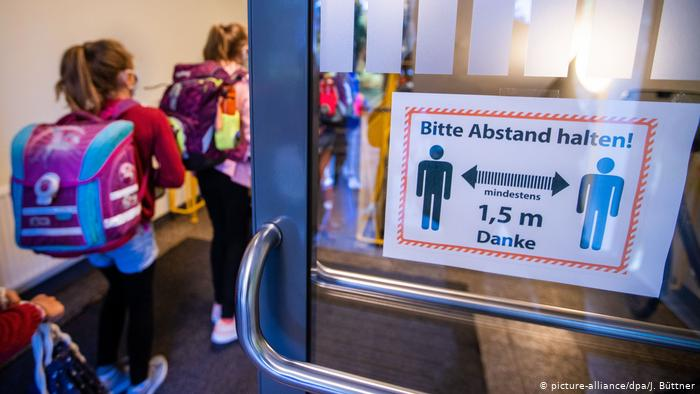 Bitte Abstand halten!
mindestens
1,5 m
Danke
© picture-alliance/dpa/J. Büttner